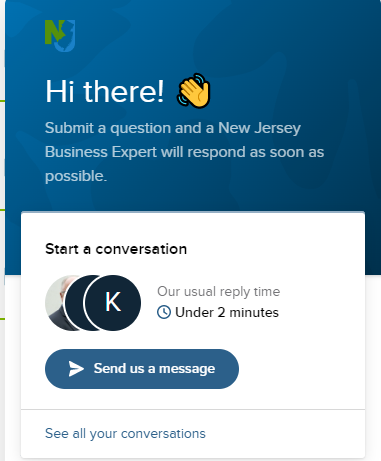 NJ
Hi there! 👋
Submit a question and a New Jersey
Business Expert will respond as soon as
possible.
Start a conversation
K
Our usual reply time
Under 2 minutes
Send us a message
See all your conversations